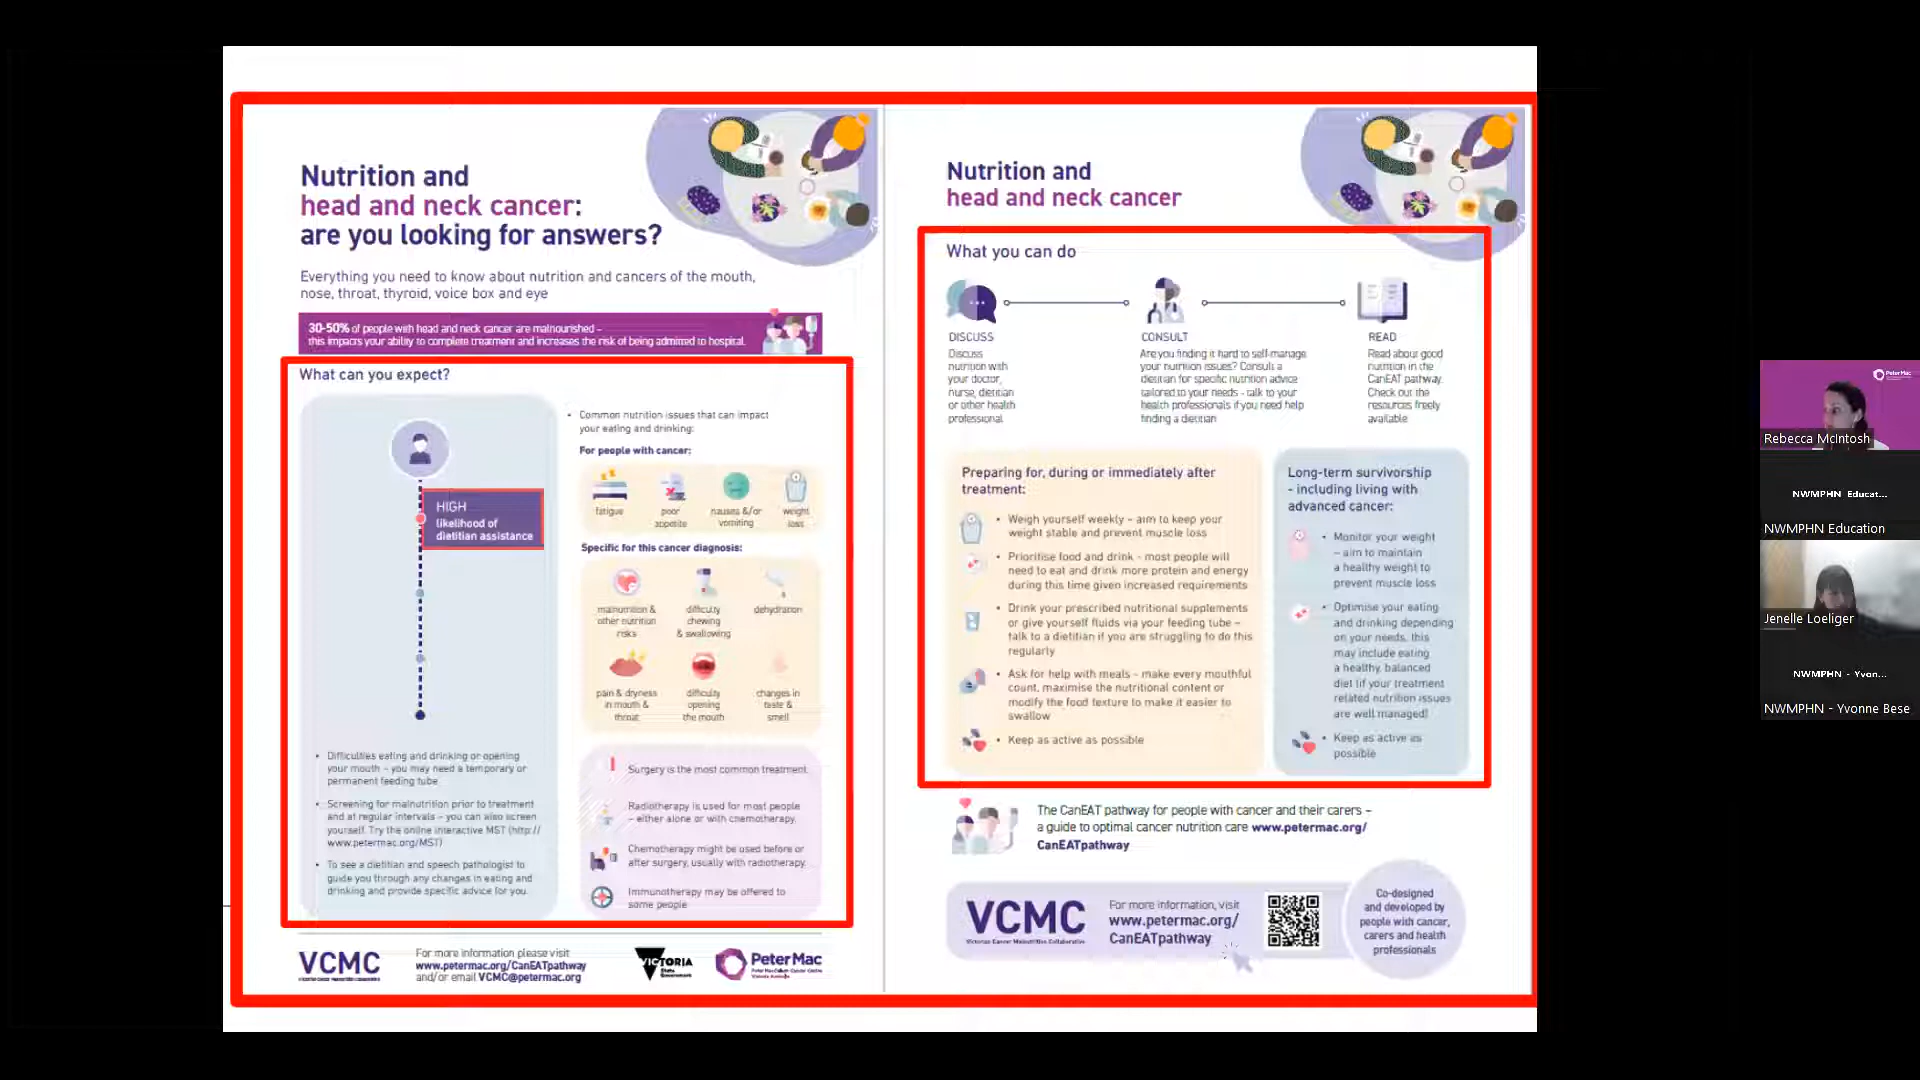 Nutrition and
head and neck cancer:
are you looking for answers?
Everything you need to know about nutrition and cancers of the mouth,
nose, throat, thyroid, voice box and eye
30-50% of people with head and neck cancer are malnourished –
this impacts your ability to complete treatment and increases the risk of being admitted to hospital.
What can you expect?
HIGH
likelihood of
dietitian assistance
• Difficulties eating and drinking or opening
your mouth – you may need a temporary or
permanent feeding tube
• Screening for malnutrition prior to treatment
and at regular intervals – you can also screen
yourself. Try the online interactive MST (http://
www.petermac.org/MST)
• To see a dietitian and speech pathologist to
guide you through any changes in eating and
drinking and provide specific advice for you.
• Common nutrition issues that can impact
your eating and drinking:
For people with cancer:
fatigue
poor
appetite
nausea &/or
vomiting
weight
loss
Specific for this cancer diagnosis:
malnutrition &
other nutrition
risks
difficulty
chewing
& swallowing
dehydration
pain & dryness
in mouth &
throat
difficulty
opening
the mouth
changes in
taste &
smell
Surgery is the most common treatment.
Radiotherapy is used for most people
– either alone or with chemotherapy.
Chemotherapy might be used before or
after surgery, usually with radiotherapy.
Immunotherapy may be offered to
some people
VCMC
For more information please visit
www.petermac.org/CanEATpathway
and/or email VCMC@petermac.org
VICTORIA
State
Government
Peter Mac
Peter MacCallum Cancer Centre
Victoria Australia
Nutrition and
head and neck cancer
What you can do
DISCUSS
Discuss
nutrition with
your doctor,
nurse, dietitian
or other health
professional
CONSULT
Are you finding it hard to self-manage
your nutrition issues? Consult a
dietitian for specific nutrition advice
tailored to your needs - talk to your
health professionals if you need help
finding a dietitian
READ
Read about good
nutrition in the
CanEAT pathway.
Check out the
resources freely
available
Preparing for, during or immediately after
treatment:
• Weigh yourself weekly – aim to keep your
weight stable and prevent muscle loss
• Prioritise food and drink – most people will
need to eat and drink more protein and energy
during this time given increased requirements
• Drink your prescribed nutritional supplements
or give yourself fluids via your feeding tube –
talk to a dietitian if you are struggling to do this
regularly
• Ask for help with meals – make every mouthful
count, maximise the nutritional content or
modify the food texture to make it easier to
swallow
• Keep as active as possible
Long-term survivorship
- including living with
advanced cancer:
• Monitor your weight
– aim to maintain
a healthy weight to
prevent muscle loss
• Optimise your eating
and drinking depending
on your needs, this
may include eating
a healthy, balanced
diet (if your treatment
related nutrition issues
are well managed)
• Keep as active as
possible
The CanEAT pathway for people with cancer and their carers –
a guide to optimal cancer nutrition care www.petermac.org/
CanEATpathway
VCMC
Victorian Cancer Malnutrition Collaborative
For more information, visit
www.petermac.org/
CanEATpathway
Co-designed
and developed by
people with cancer,
carers and health
professionals
Peter Mac
Rebecca McIntosh
NWMPHN Educat...
NWMPHN Education
Jenelle Loeliger
NWMPHN - Yvon...
NWMPHN - Yvonne Bese